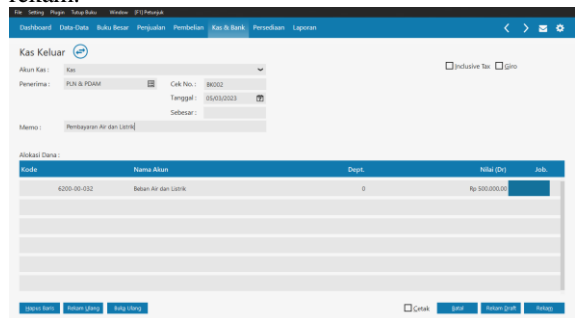 rekam.
File Setting Plugin Tutup Buku Window [F1] Petunjuk
Dashboard Data-Data Buku Besar Penjualan Pembelian Kas & Bank Persediaan Laporan
Kas Keluar
Akun Kas : Kas
Inclusive Tax Giro
Penerima : PLN & PDAM Cek No. : BK002
Tanggal : 05/03/2023
Sebesar :
Memo : Pembayaran Air dan Listrik
Alokasi Dana :
Kode Nama Akun Dept. Nilai (Dr) Job.
6200-00-032 Beban Air dan Listrik 0 Rp 500.000,00
Hapus Baris Rekam Ulang Balig Ulang Cetak Batal Rekam Draft Rekam